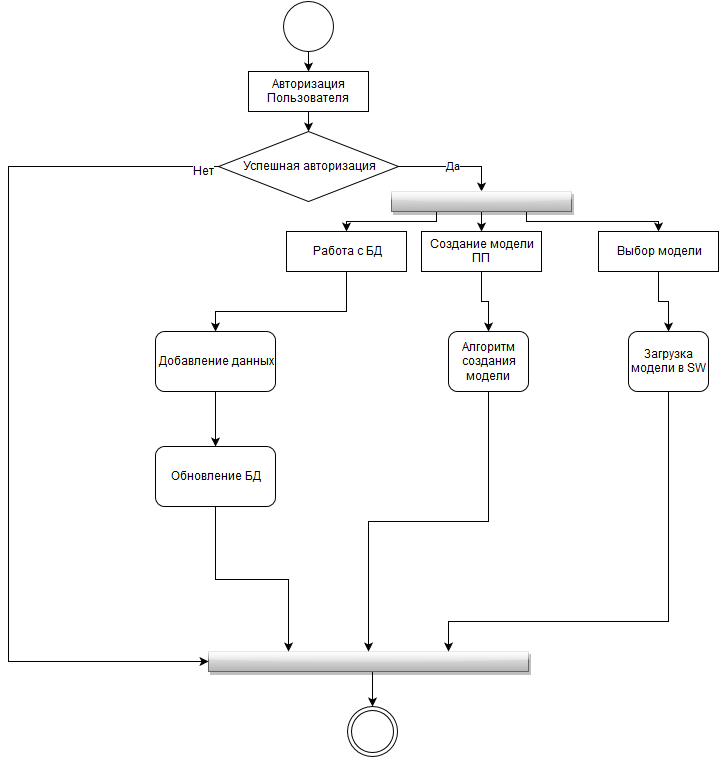 Авторизация
Пользователя
Успешная авторизация
Нет
Да
Работа с БД
Создание модели
ПП
Выбор модели
Добавление данных
Алгоритм
создания
модели
Загрузка
модели в SW
Обновление БД